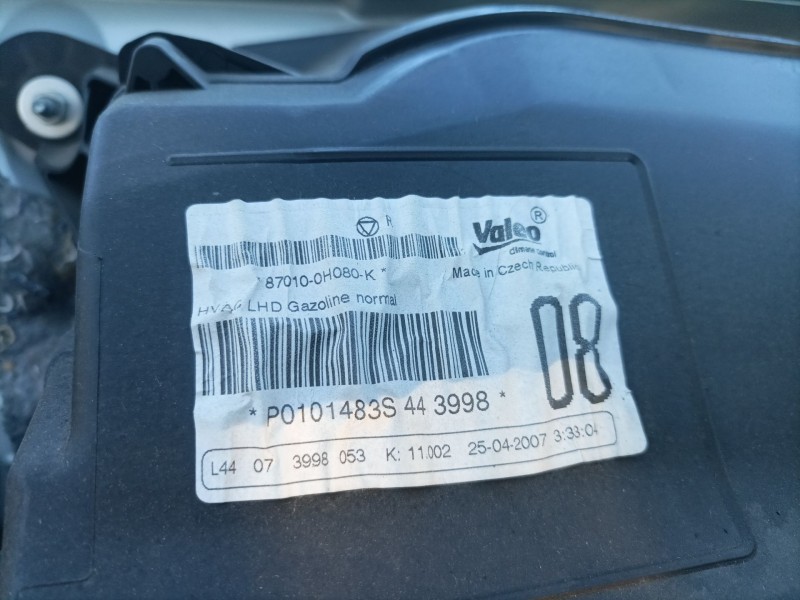 R
Valeo ®
climate control
*87010-0H080-K*
Made in Czech Republic
HVAC LHD Gazoline normal
08
* P0101483S 44 3998 *
L44 07 3998 053 K: 11.002 25-04-2007 3:33:04